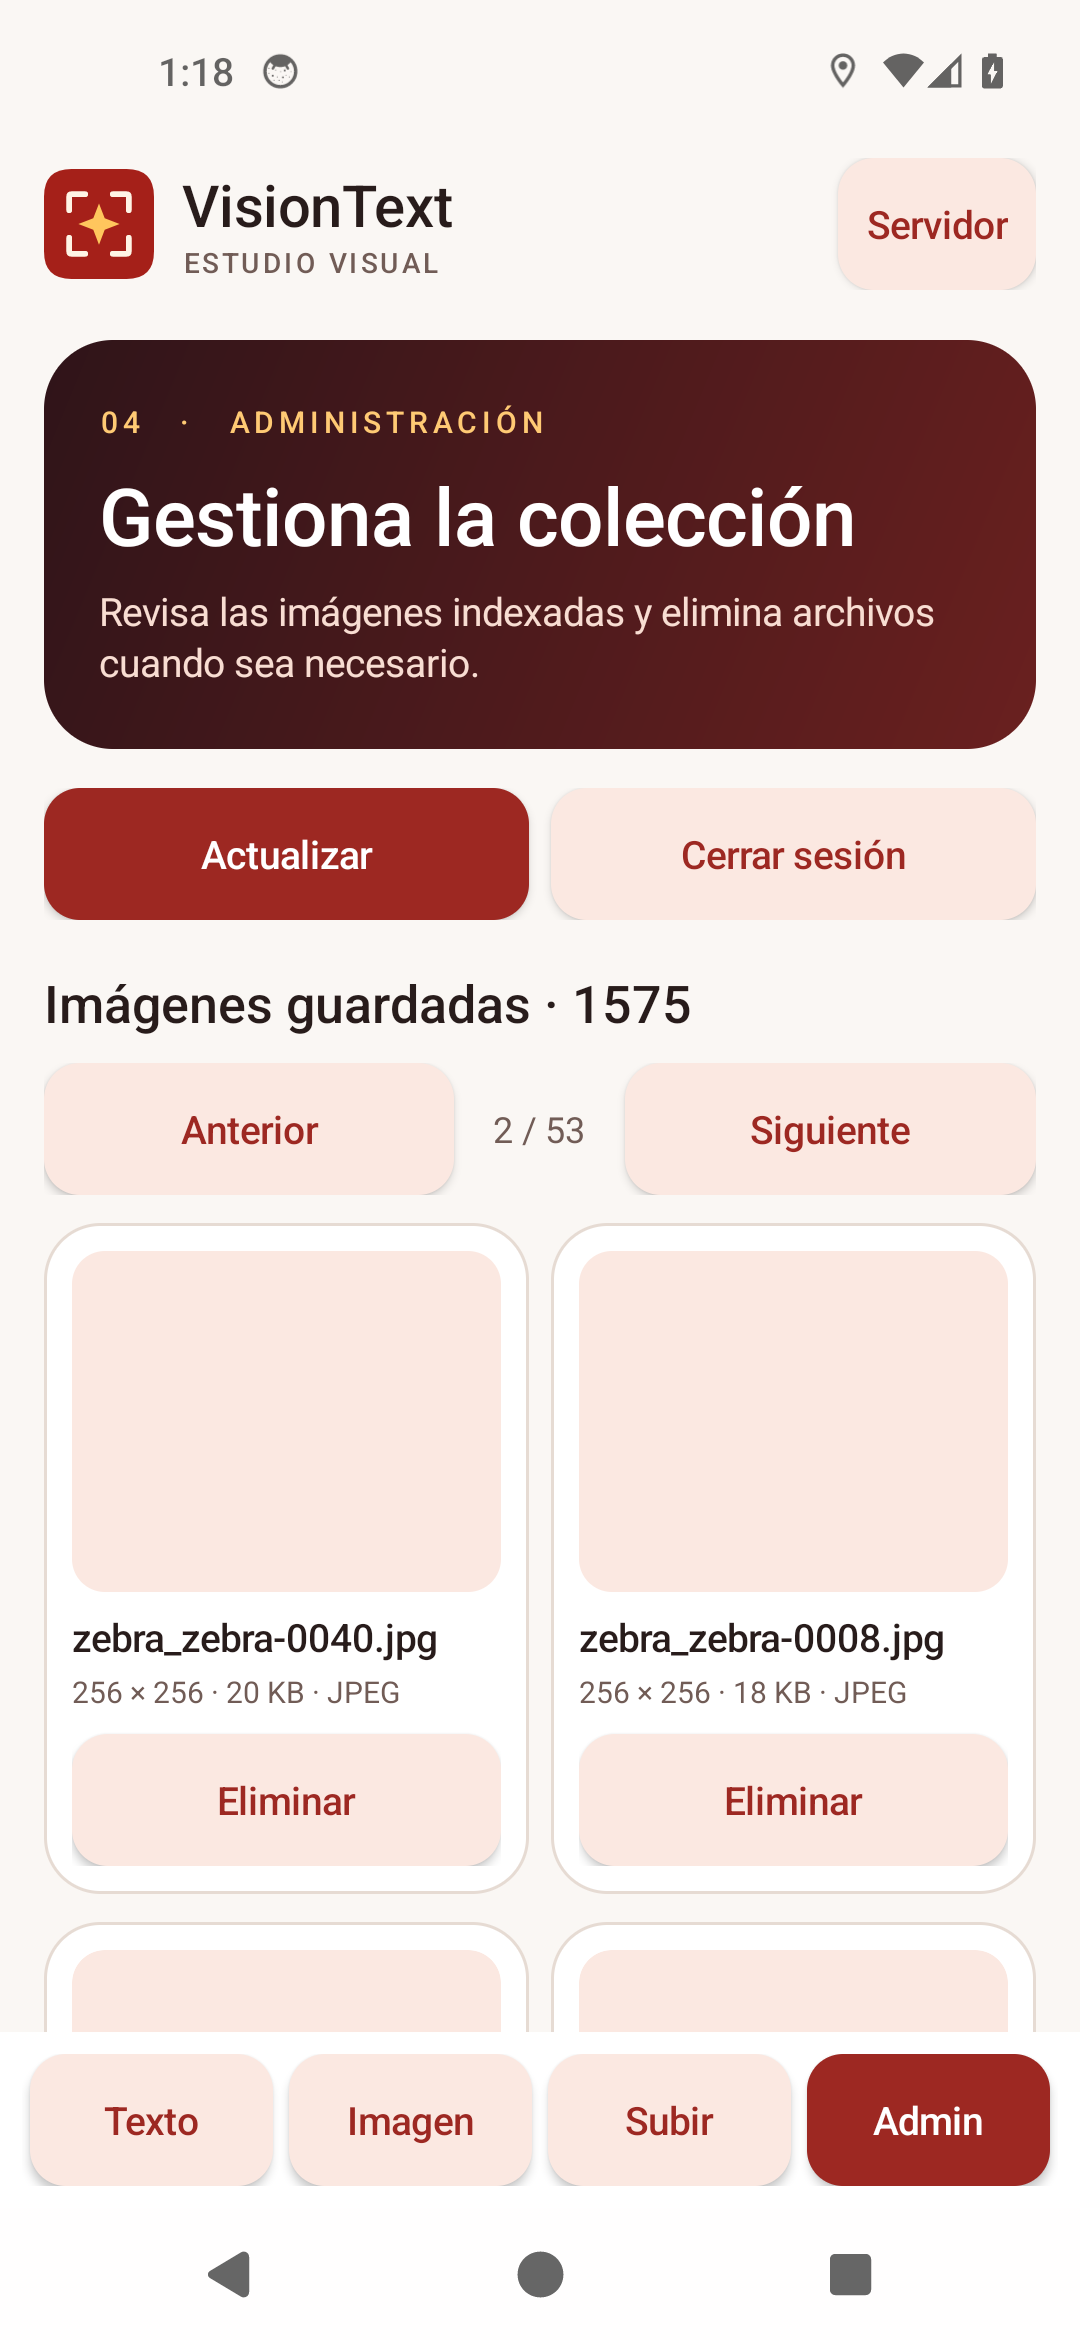 1:18
VisionText
ESTUDIO VISUAL
Servidor
04 · ADMINISTRACIÓN
Gestiona la colección
Revisa las imágenes indexadas y elimina archivos
cuando sea necesario.
Actualizar
Cerrar sesión
Imágenes guardadas · 1575
Anterior
2 / 53
Siguiente
zebra_zebra-0040.jpg
256 × 256 · 20 KB · JPEG
Eliminar
zebra_zebra-0008.jpg
256 × 256 · 18 KB · JPEG
Eliminar
Texto
Imagen
Subir
Admin